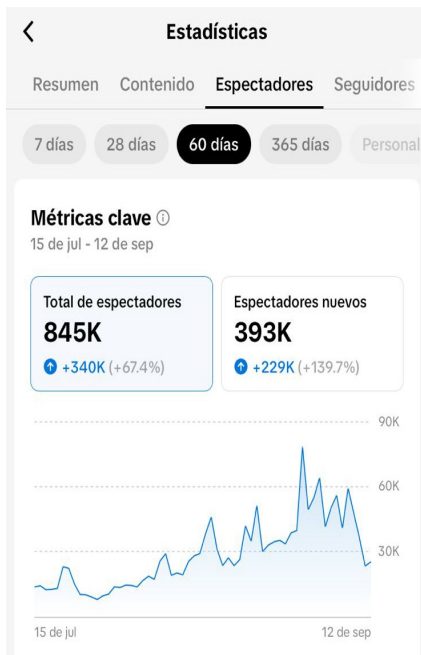 Estadísticas
Resumen Contenido Espectadores Seguidores
7 días 28 días 60 días 365 días Personal
Métricas clave
15 de jul - 12 de sep
Total de espectadores Espectadores nuevos
845K 393K
+340K (+67.4%) +229K (+139.7%)
90K
60K
30K
15 de jul 12 de sep